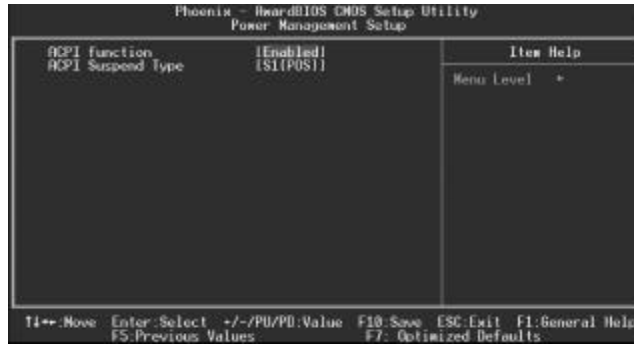 Phoenix - AwardBIOS CMOS Setup Utility
Power Management Setup
ACPI function [Enabled]
ACPI Suspend Type [S1(POS)]
Item Help
Menu Level ▸
↑↓→←:Move Enter:Select +/-/PU/PD:Value F10:Save ESC:Exit F1:General Help
F5:Previous Values F7: Optimized Defaults